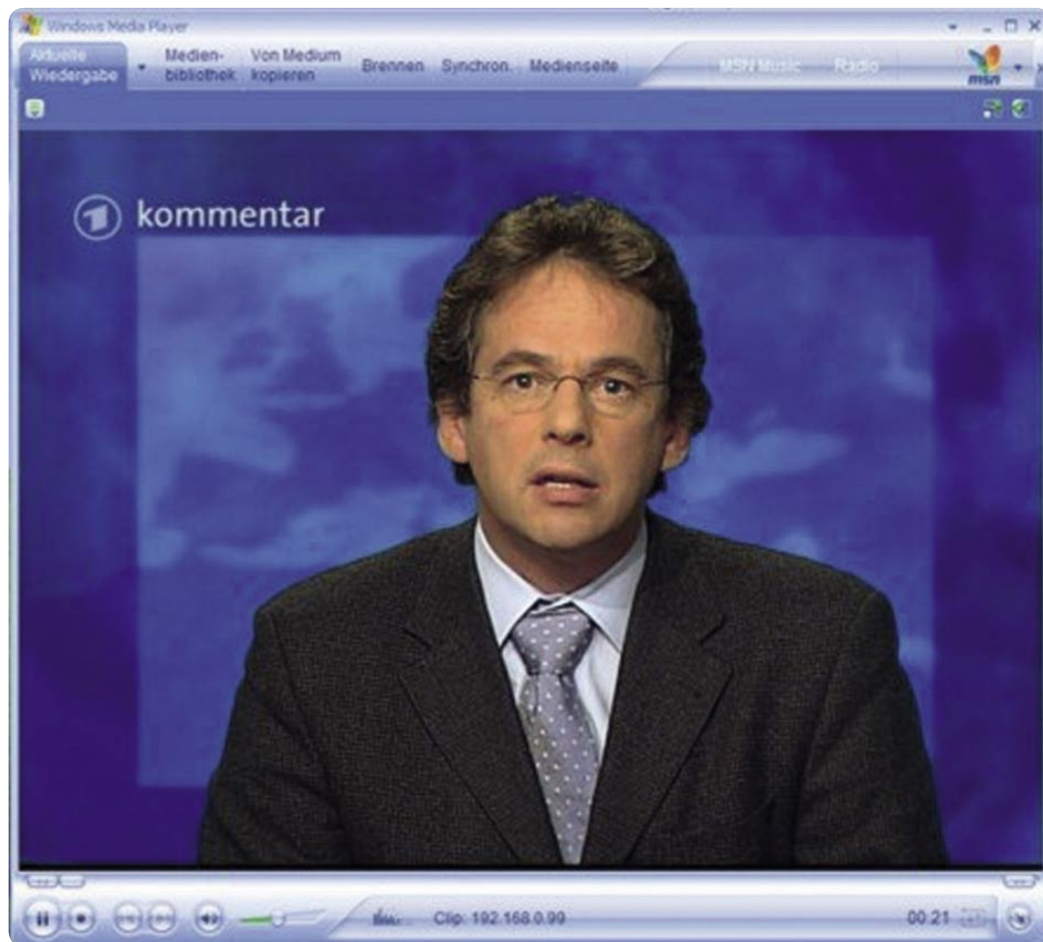 Windows Media Player
Aktuelle Wiedergabe
Medien-bibliothek
Von Medium kopieren
Brennen
Synchron.
Medienseite
MSN Music
Radio
msn
kommentar
Clip: 192.168.0.99
00:21